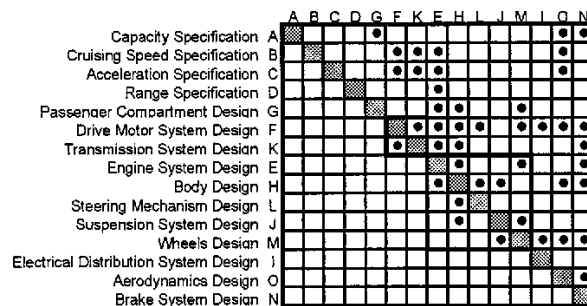 A B C D G F K E H L J M I O N
Capacity Specification A
Cruising Speed Specification B
Acceleration Specification C
Range Specification D
Passenger Compartment Design G
Drive Motor System Design F
Transmission System Design K
Engine System Design E
Body Design H
Steering Mechanism Design L
Suspension System Design J
Wheels Design M
Electrical Distribution System Design I
Aerodynamics Design O
Brake System Design N